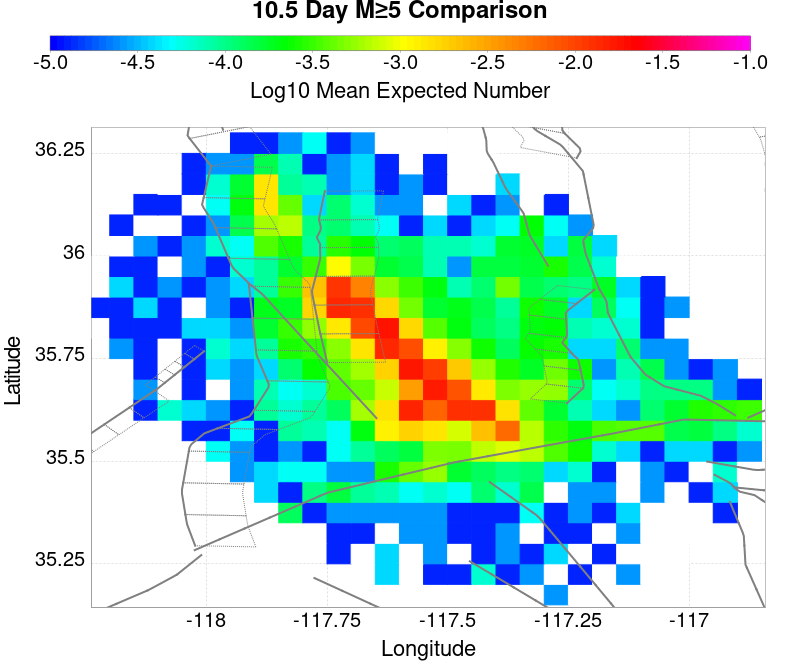 10.5 Day M≥5 Comparison
-5.0 -4.5 -4.0 -3.5 -3.0 -2.5 -2.0 -1.5 -1.0
Log10 Mean Expected Number
36.25
36
35.75
35.5
35.25
Latitude
-118 -117.75 -117.5 -117.25 -117
Longitude